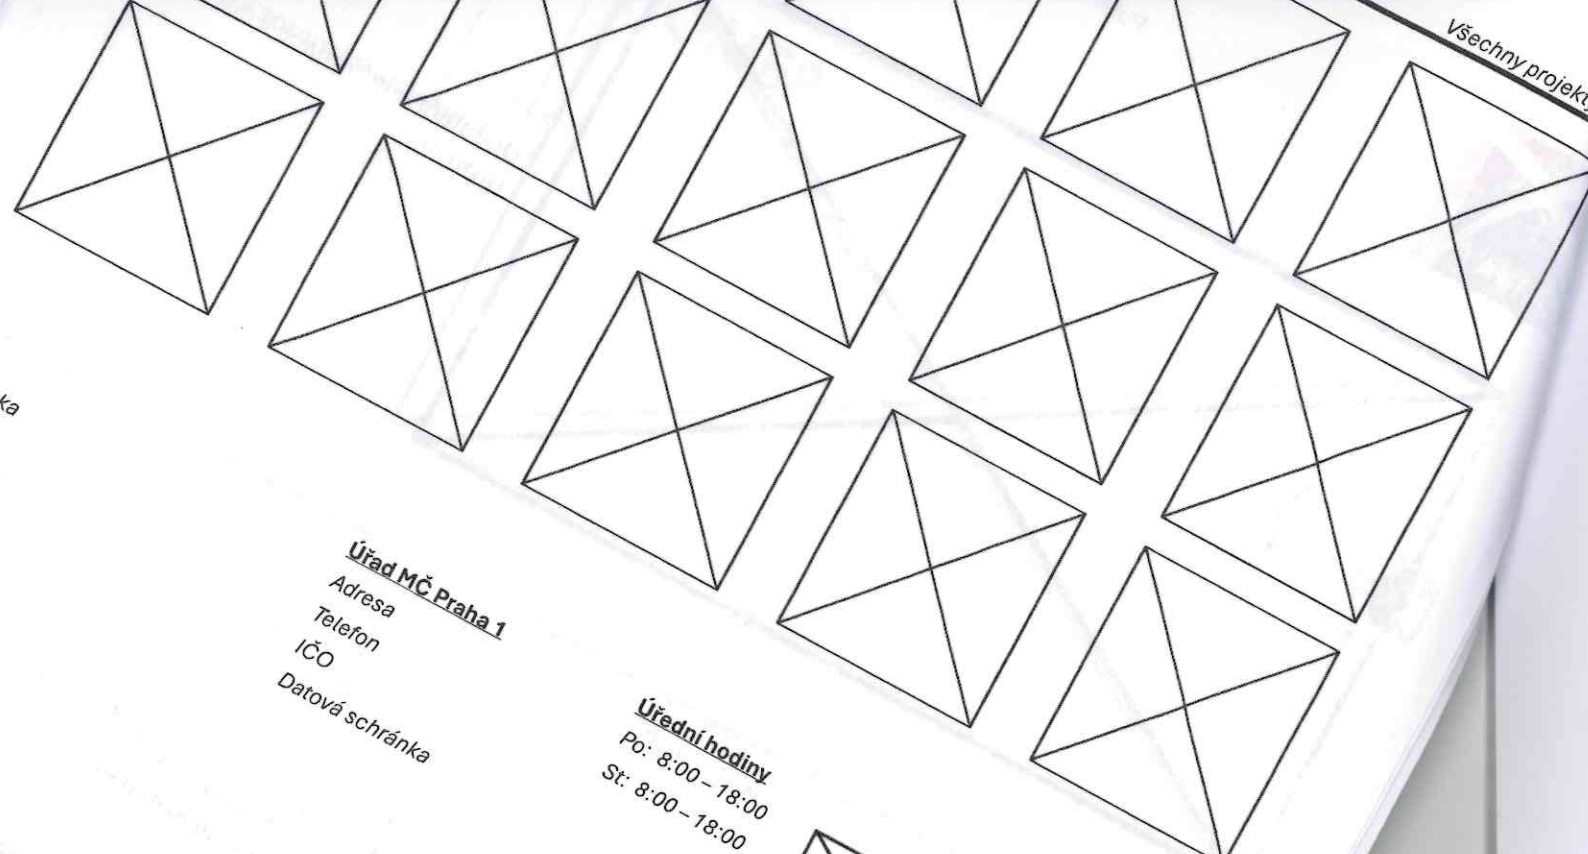 Všechny projekty
ka
Úřad MČ Praha 1
Adresa
Telefon
IČO
Datová schránka
Úřední hodiny
Po: 8:00 – 18:00
St: 8:00 – 18:00